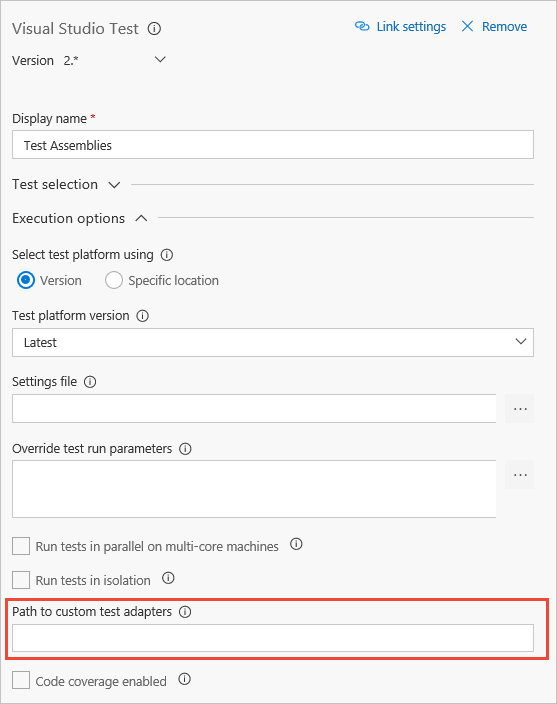 Visual Studio Test
Link settings
Remove
Version 2.*
Display name *
Test Assemblies
Test selection
Execution options
Select test platform using
Version
Specific location
Test platform version
Latest
Settings file
...
Override test run parameters
...
Run tests in parallel on multi-core machines
Run tests in isolation
Path to custom test adapters
Code coverage enabled